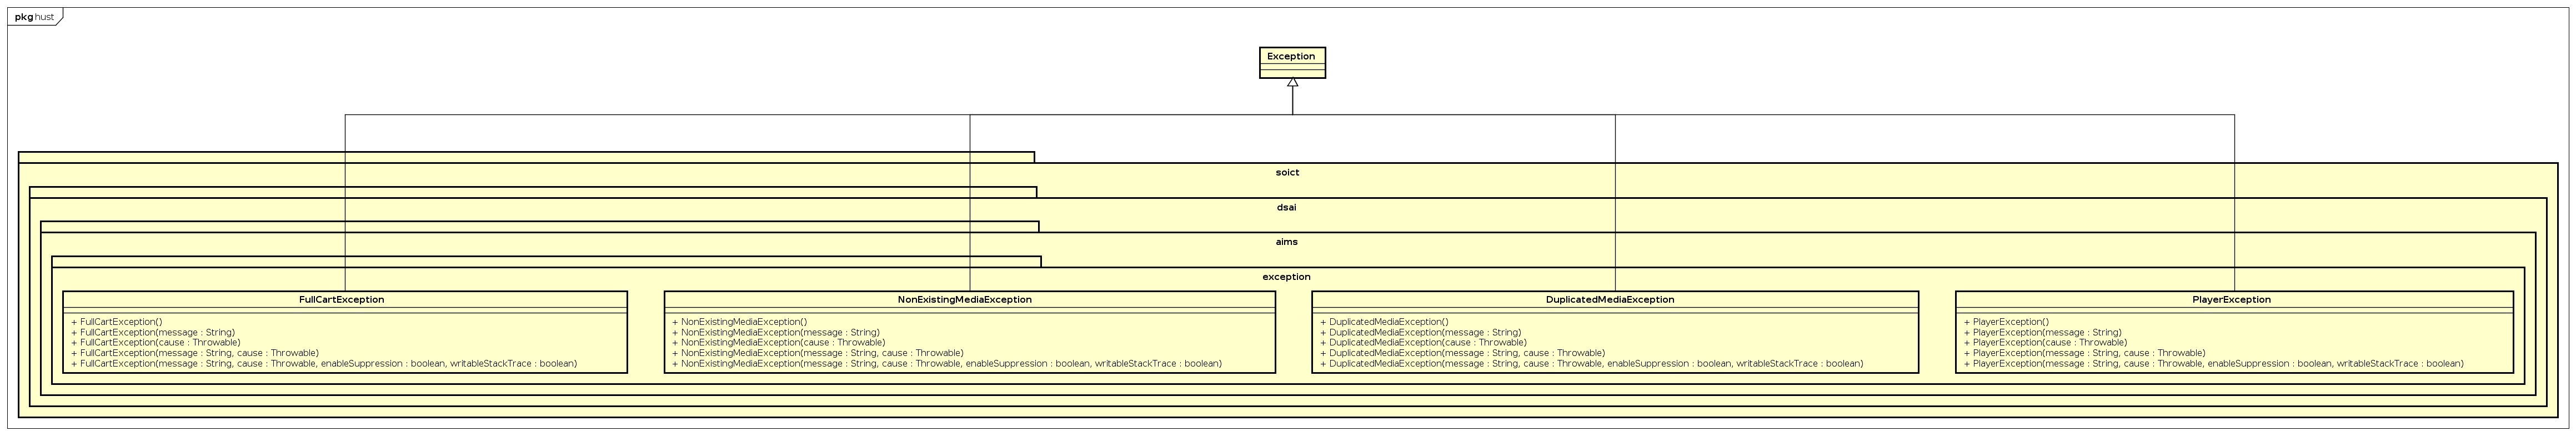 pkg hust
Exception
soict
dsai
aims
exception
FullCartException
+ FullCartException()
+ FullCartException(message : String)
+ FullCartException(cause : Throwable)
+ FullCartException(message : String, cause : Throwable)
+ FullCartException(message : String, cause : Throwable, enableSuppression : boolean, writableStackTrace : boolean)
NonExistingMediaException
+ NonExistingMediaException()
+ NonExistingMediaException(message : String)
+ NonExistingMediaException(cause : Throwable)
+ NonExistingMediaException(message : String, cause : Throwable)
+ NonExistingMediaException(message : String, cause : Throwable, enableSuppression : boolean, writableStackTrace : boolean)
DuplicatedMediaException
+ DuplicatedMediaException()
+ DuplicatedMediaException(message : String)
+ DuplicatedMediaException(cause : Throwable)
+ DuplicatedMediaException(message : String, cause : Throwable)
+ DuplicatedMediaException(message : String, cause : Throwable, enableSuppression : boolean, writableStackTrace : boolean)
PlayerException
+ PlayerException()
+ PlayerException(message : String)
+ PlayerException(cause : Throwable)
+ PlayerException(message : String, cause : Throwable)
+ PlayerException(message : String, cause : Throwable, enableSuppression : boolean, writableStackTrace : boolean)